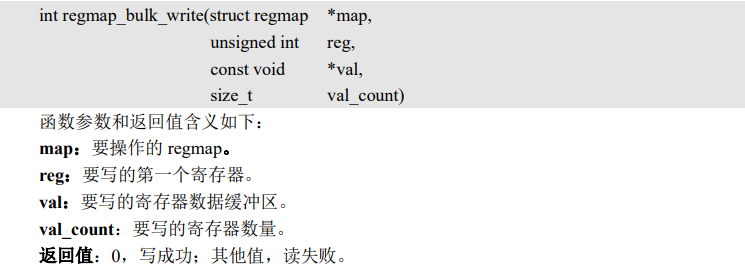 int regmap_bulk_write(struct regmap *map,
unsigned int reg,
const void *val,
size_t val_count)
函数参数和返回值含义如下：
map：要操作的 regmap。
reg：要写的第一个寄存器。
val：要写的寄存器数据缓冲区。
val_count：要写的寄存器数量。
返回值：0，写成功；其他值，读失败。